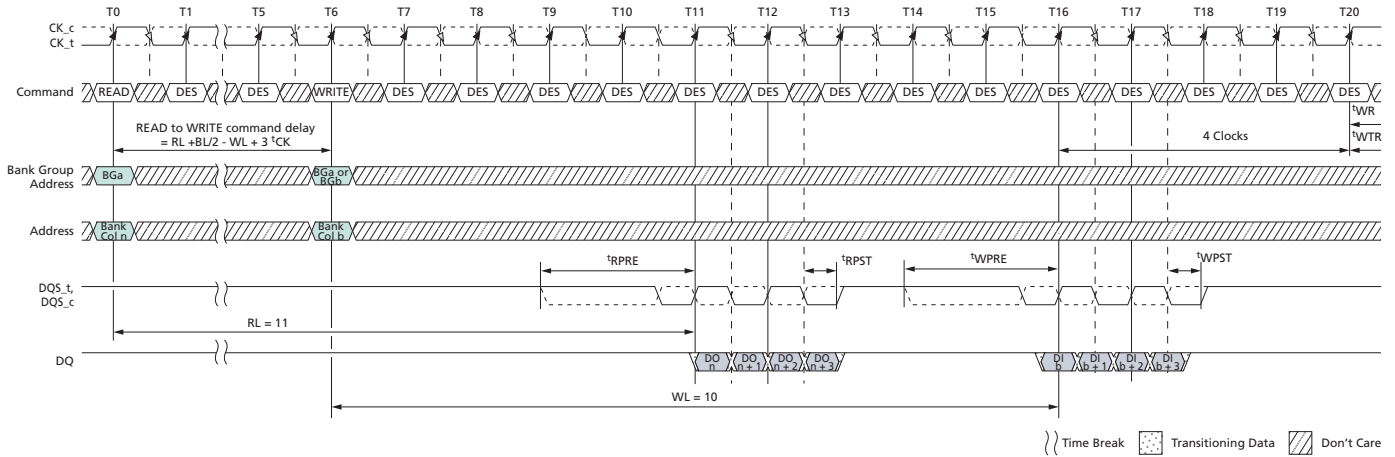 T0 T1 T5 T6 T7 T8 T9 T10 T11 T12 T13 T14 T15 T16 T17 T18 T19 T20
CK_c
CK_t
Command READ DES DES WRITE DES DES DES DES DES DES DES DES DES DES DES DES DES DES
tWR
READ to WRITE command delay
= RL +BL/2 - WL + 3 tCK
4 Clocks
tWTR
Bank Group
Address
BGa
BGa or
BGb
Address
Bank
Col n
Bank
Col b
tRPRE tRPST tWPRE tWPST
DQS_t,
DQS_c
RL = 11
DQ
DO
n
DO
n + 1
DO
n + 2
DO
n + 3
DI
b
DI
b + 1
DI
b + 2
DI
b + 3
WL = 10
Time Break Transitioning Data Don't Care